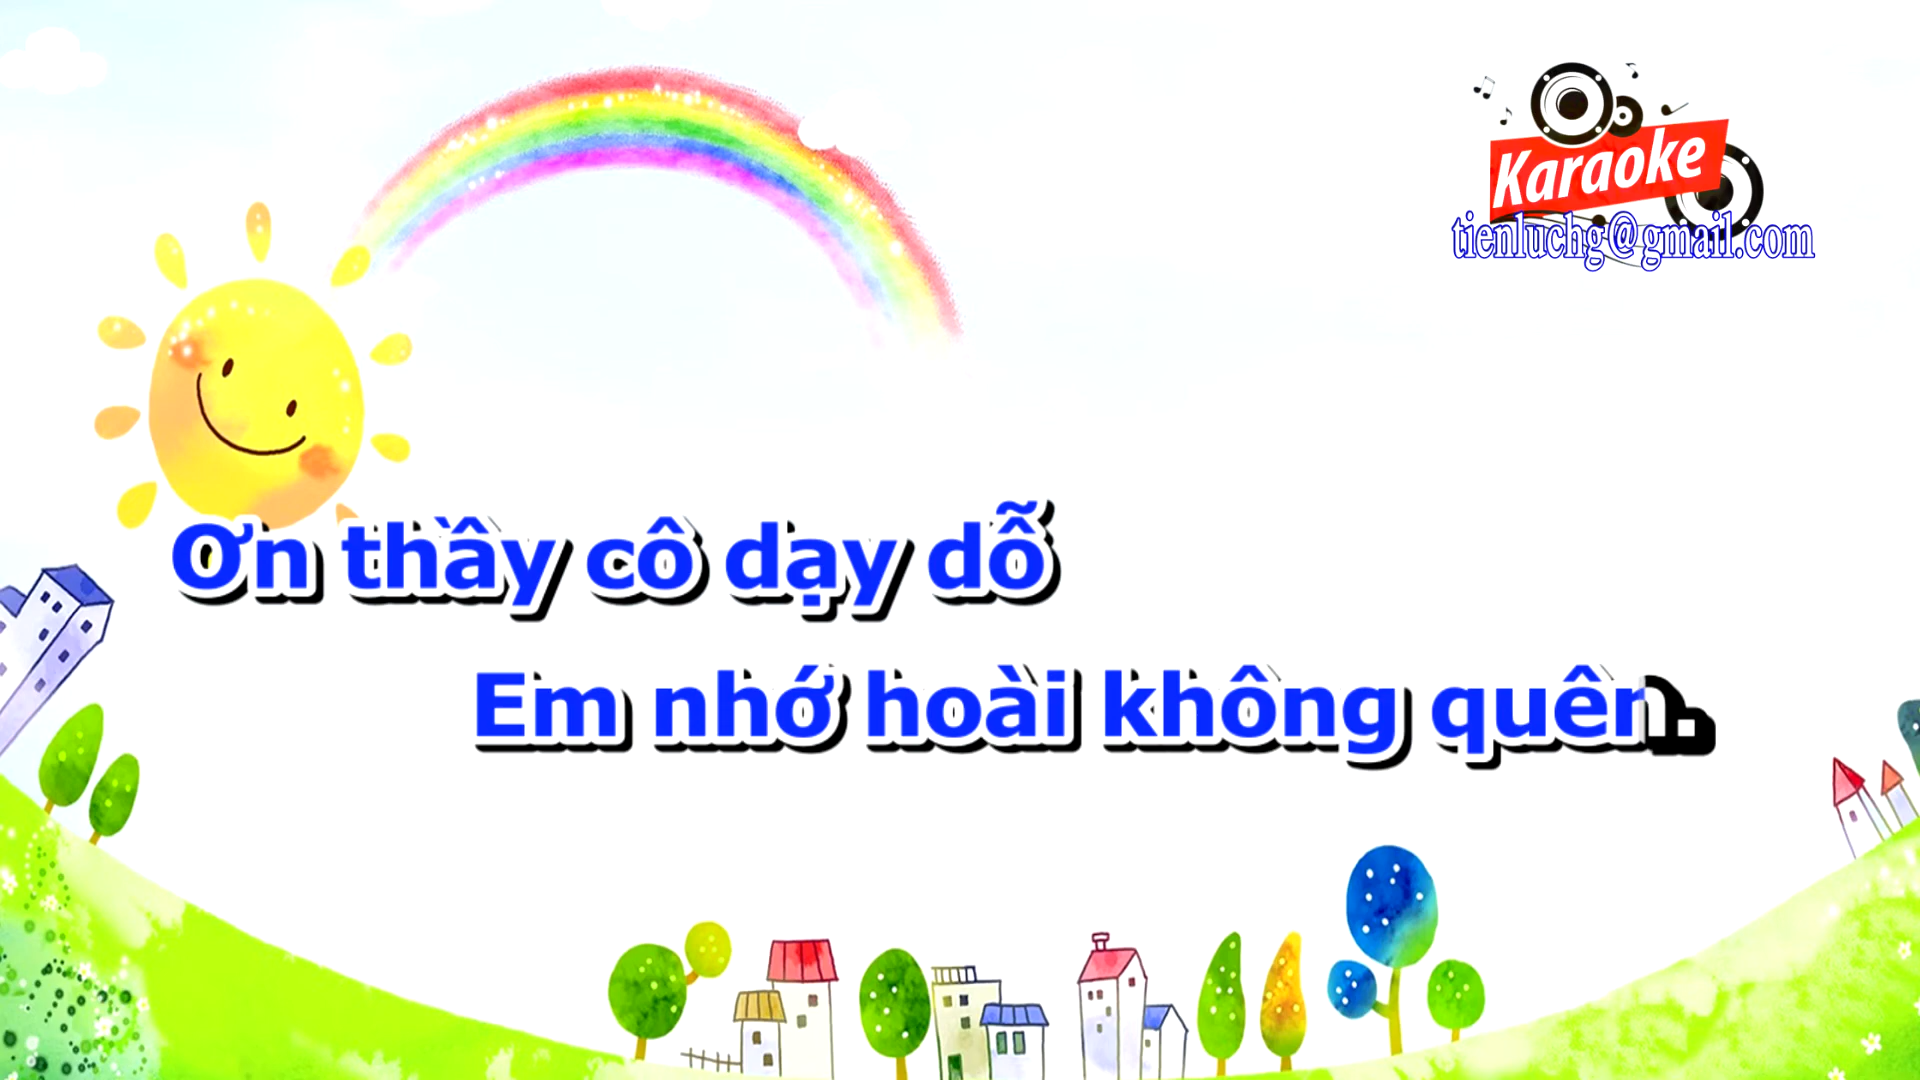 Karaoke
tienluchg@gmail.com
Ơn thầy cô dạy dỗ
Em nhớ hoài không quên.